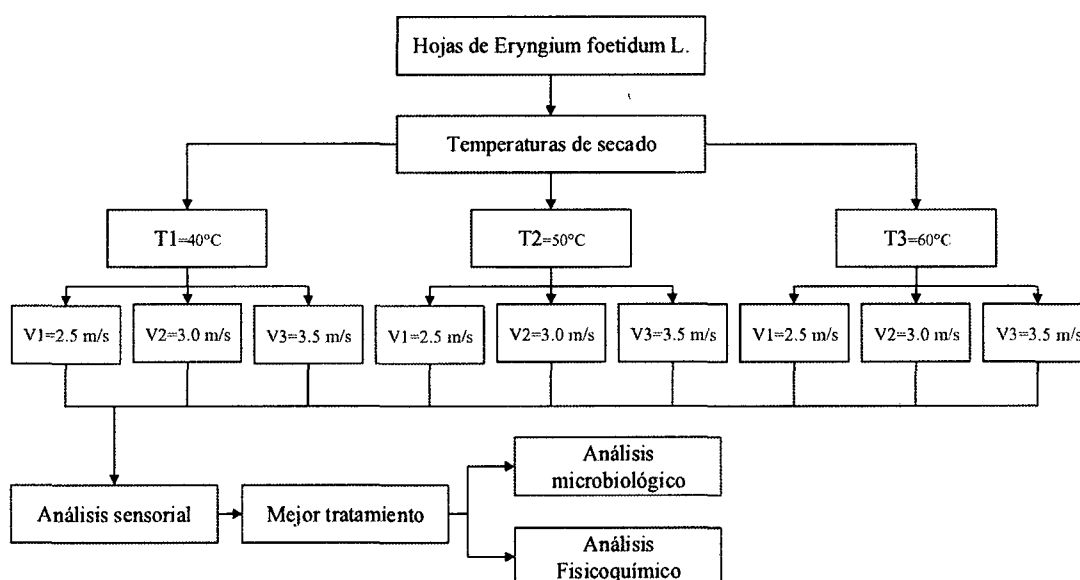 Hojas de Eryngium foetidum L.
Temperaturas de secado
T1=40°C
T2=50°C
T3=60°C
V1=2.5 m/s
V2=3.0 m/s
V3=3.5 m/s
V1=2.5 m/s
V2=3.0 m/s
V3=3.5 m/s
V1=2.5 m/s
V2=3.0 m/s
V3=3.5 m/s
Análisis sensorial
Mejor tratamiento
Análisis
microbiológico
Análisis
Fisicoquímico